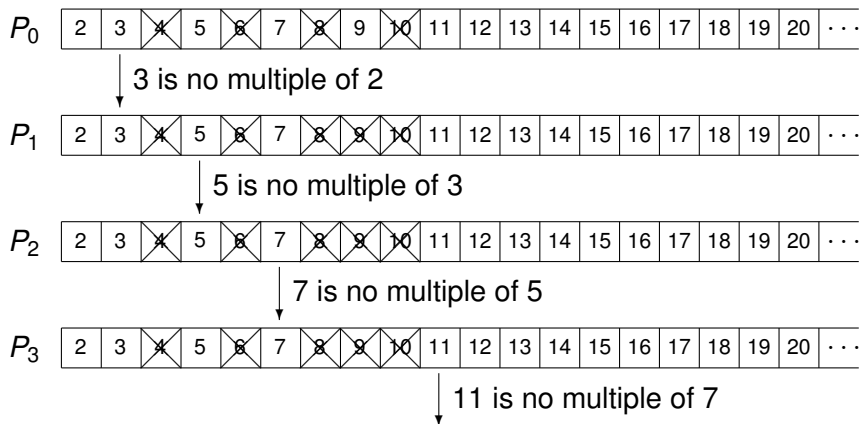 P0 2 3 4 5 6 7 8 9 10 11 12 13 14 15 16 17 18 19 20 ···
3 is no multiple of 2
P1 2 3 4 5 6 7 8 9 10 11 12 13 14 15 16 17 18 19 20 ···
5 is no multiple of 3
P2 2 3 4 5 6 7 8 9 10 11 12 13 14 15 16 17 18 19 20 ···
7 is no multiple of 5
P3 2 3 4 5 6 7 8 9 10 11 12 13 14 15 16 17 18 19 20 ···
11 is no multiple of 7